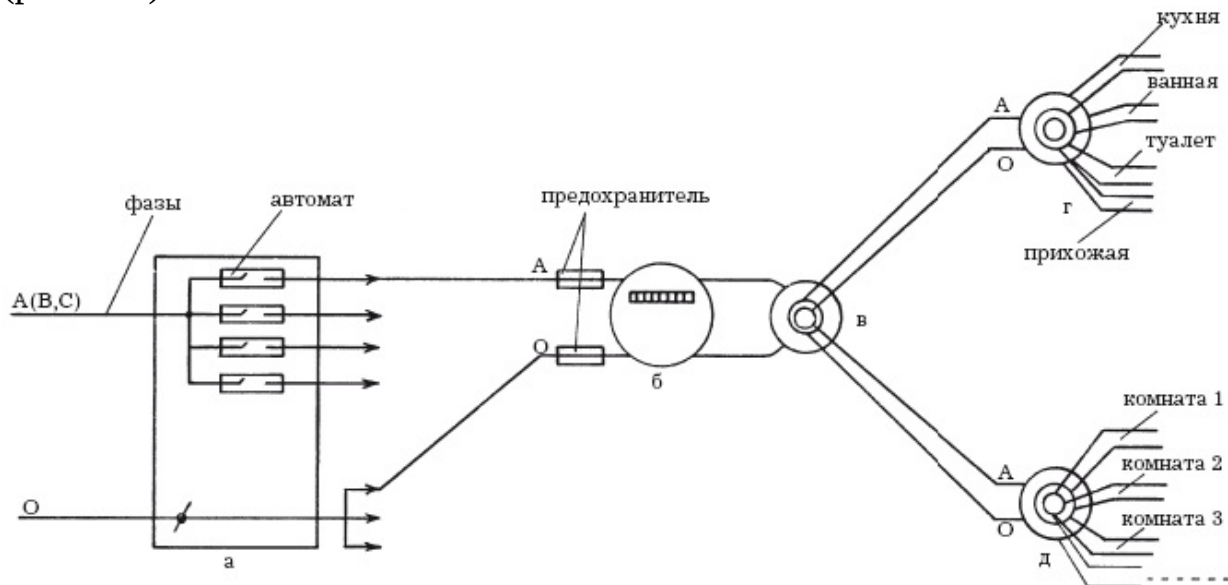 кухня
А
ванная
О
туалет
г
прихожая
фазы
автомат
предохранитель
А(В,С)
А
О
б
в
комната 1
А
комната 2
О
комната 3
д
О
а